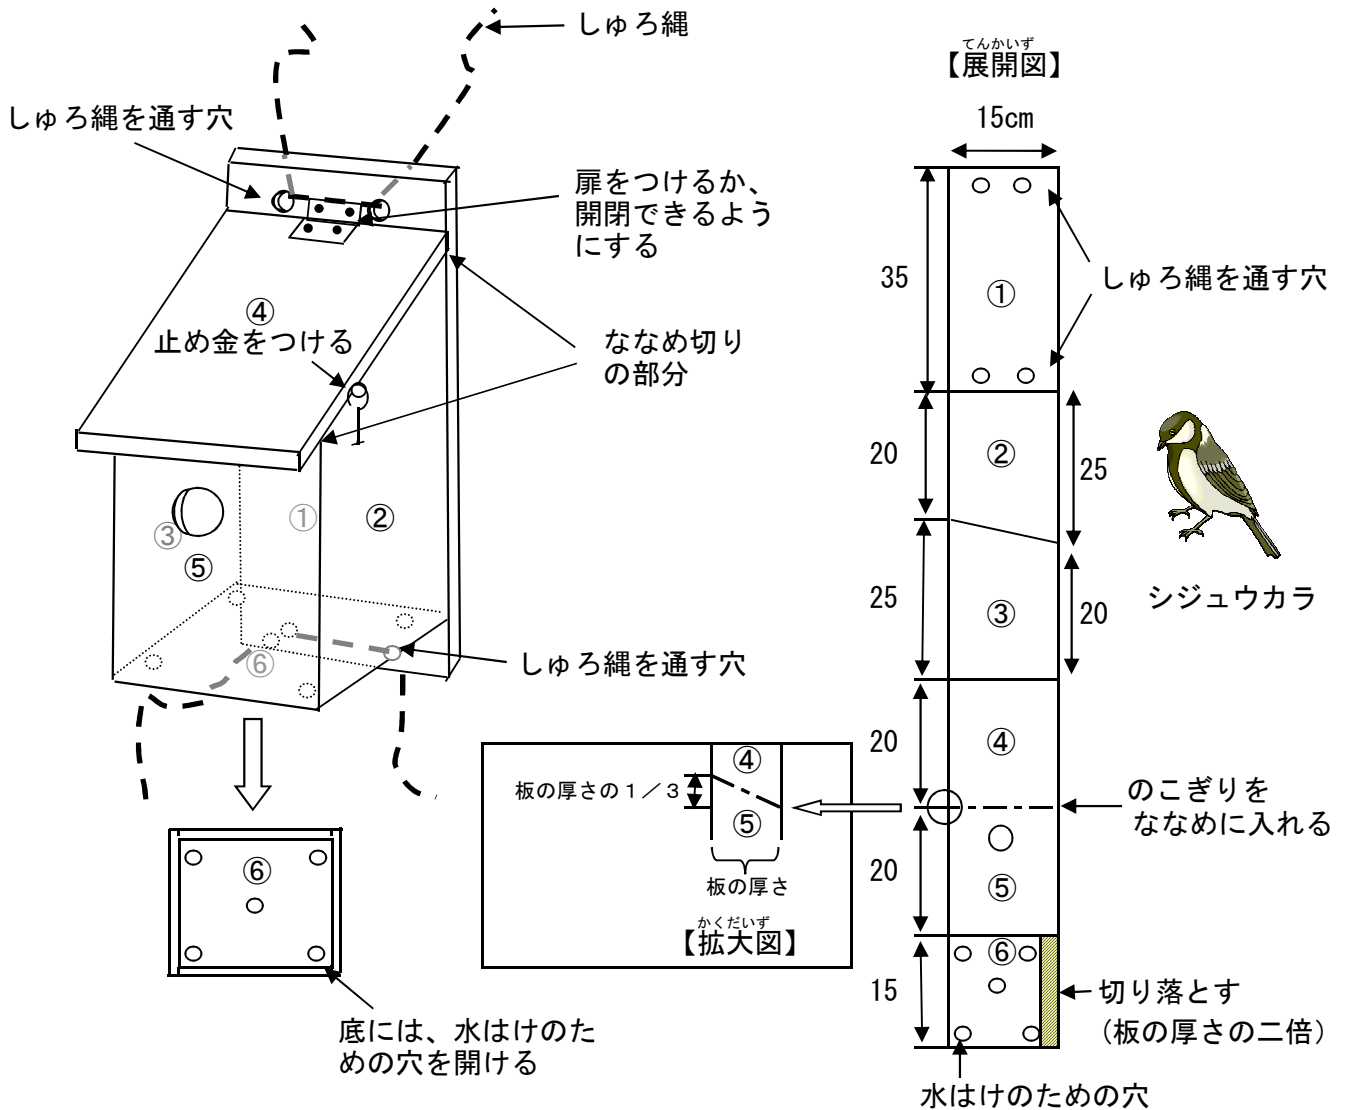 しゅろ縄
しゅろ縄を通す穴
扉をつけるか、
開閉できるよう
にする
④
止め金をつける
ななめ切り
の部分
③
⑤
①
②
⑥
しゅろ縄を通す穴
⑥
底には、水はけのた
めの穴を開ける
板の厚さの１／３
④
⑤
板の厚さ
かくだいず
【拡大図】
てんかいず
【展開図】
15cm
35
①
しゅろ縄を通す穴
20
②
25
25
③
20
シジュウカラ
20
④
のこぎりを
ななめに入れる
20
⑤
15
⑥
切り落とす
（板の厚さの二倍）
水はけのための穴